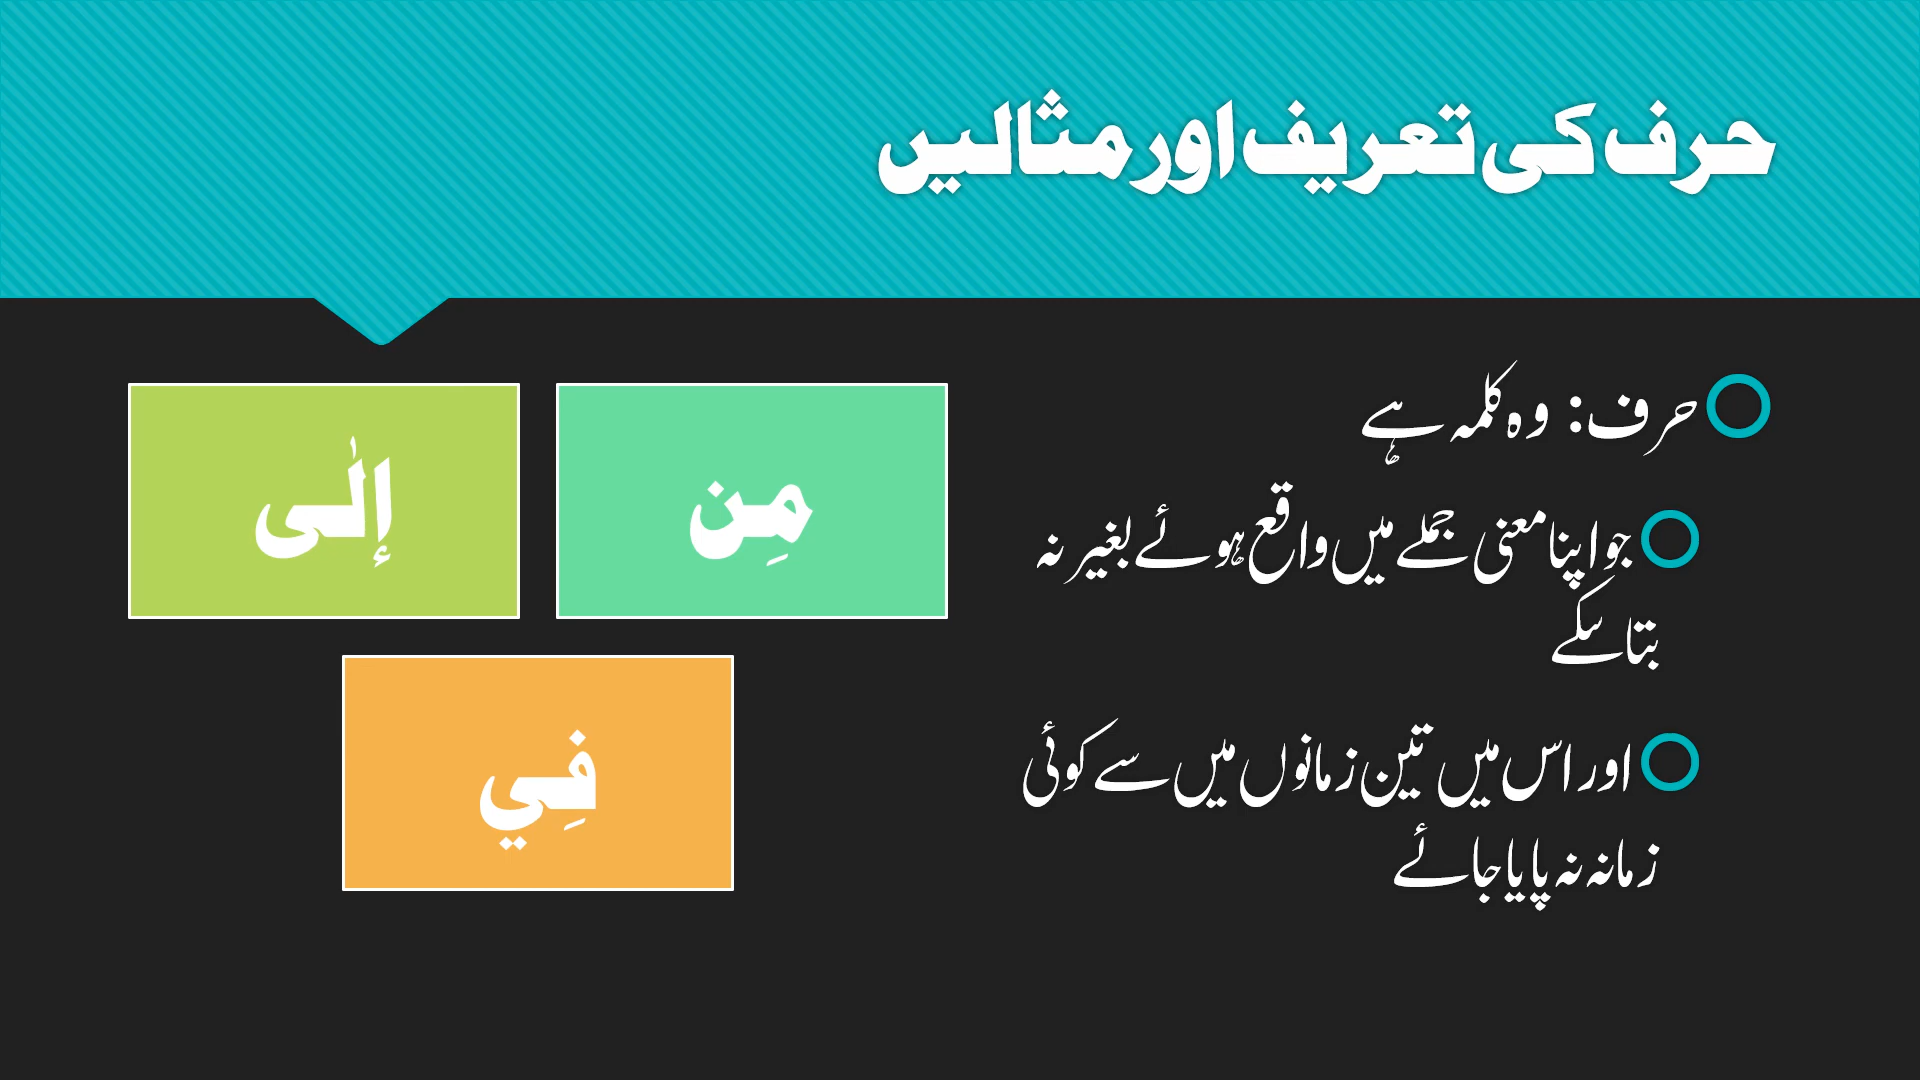 حرف کی تعریف اور مثالیں
حرف: وہ کلمہ ہے
جو اپنا معنی جملے میں واقع ہوئے بغیر نہ
بتا سکے
اور اس میں تین زمانوں میں سے کوئی
زمانہ نہ پایا جائے
مِن
إلٰى
فِي